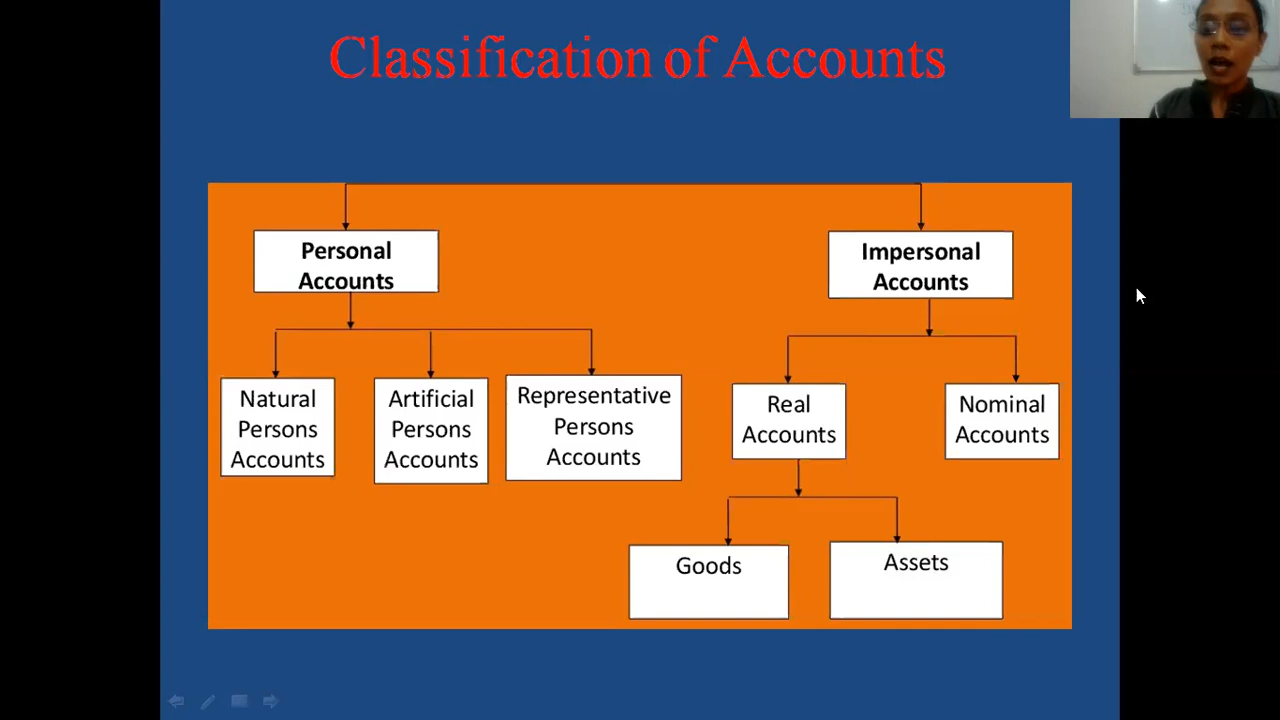 Classification of Accounts
Personal
Accounts
Impersonal
Accounts
Natural
Persons
Accounts
Artificial
Persons
Accounts
Representative
Persons
Accounts
Real
Accounts
Nominal
Accounts
Goods
Assets